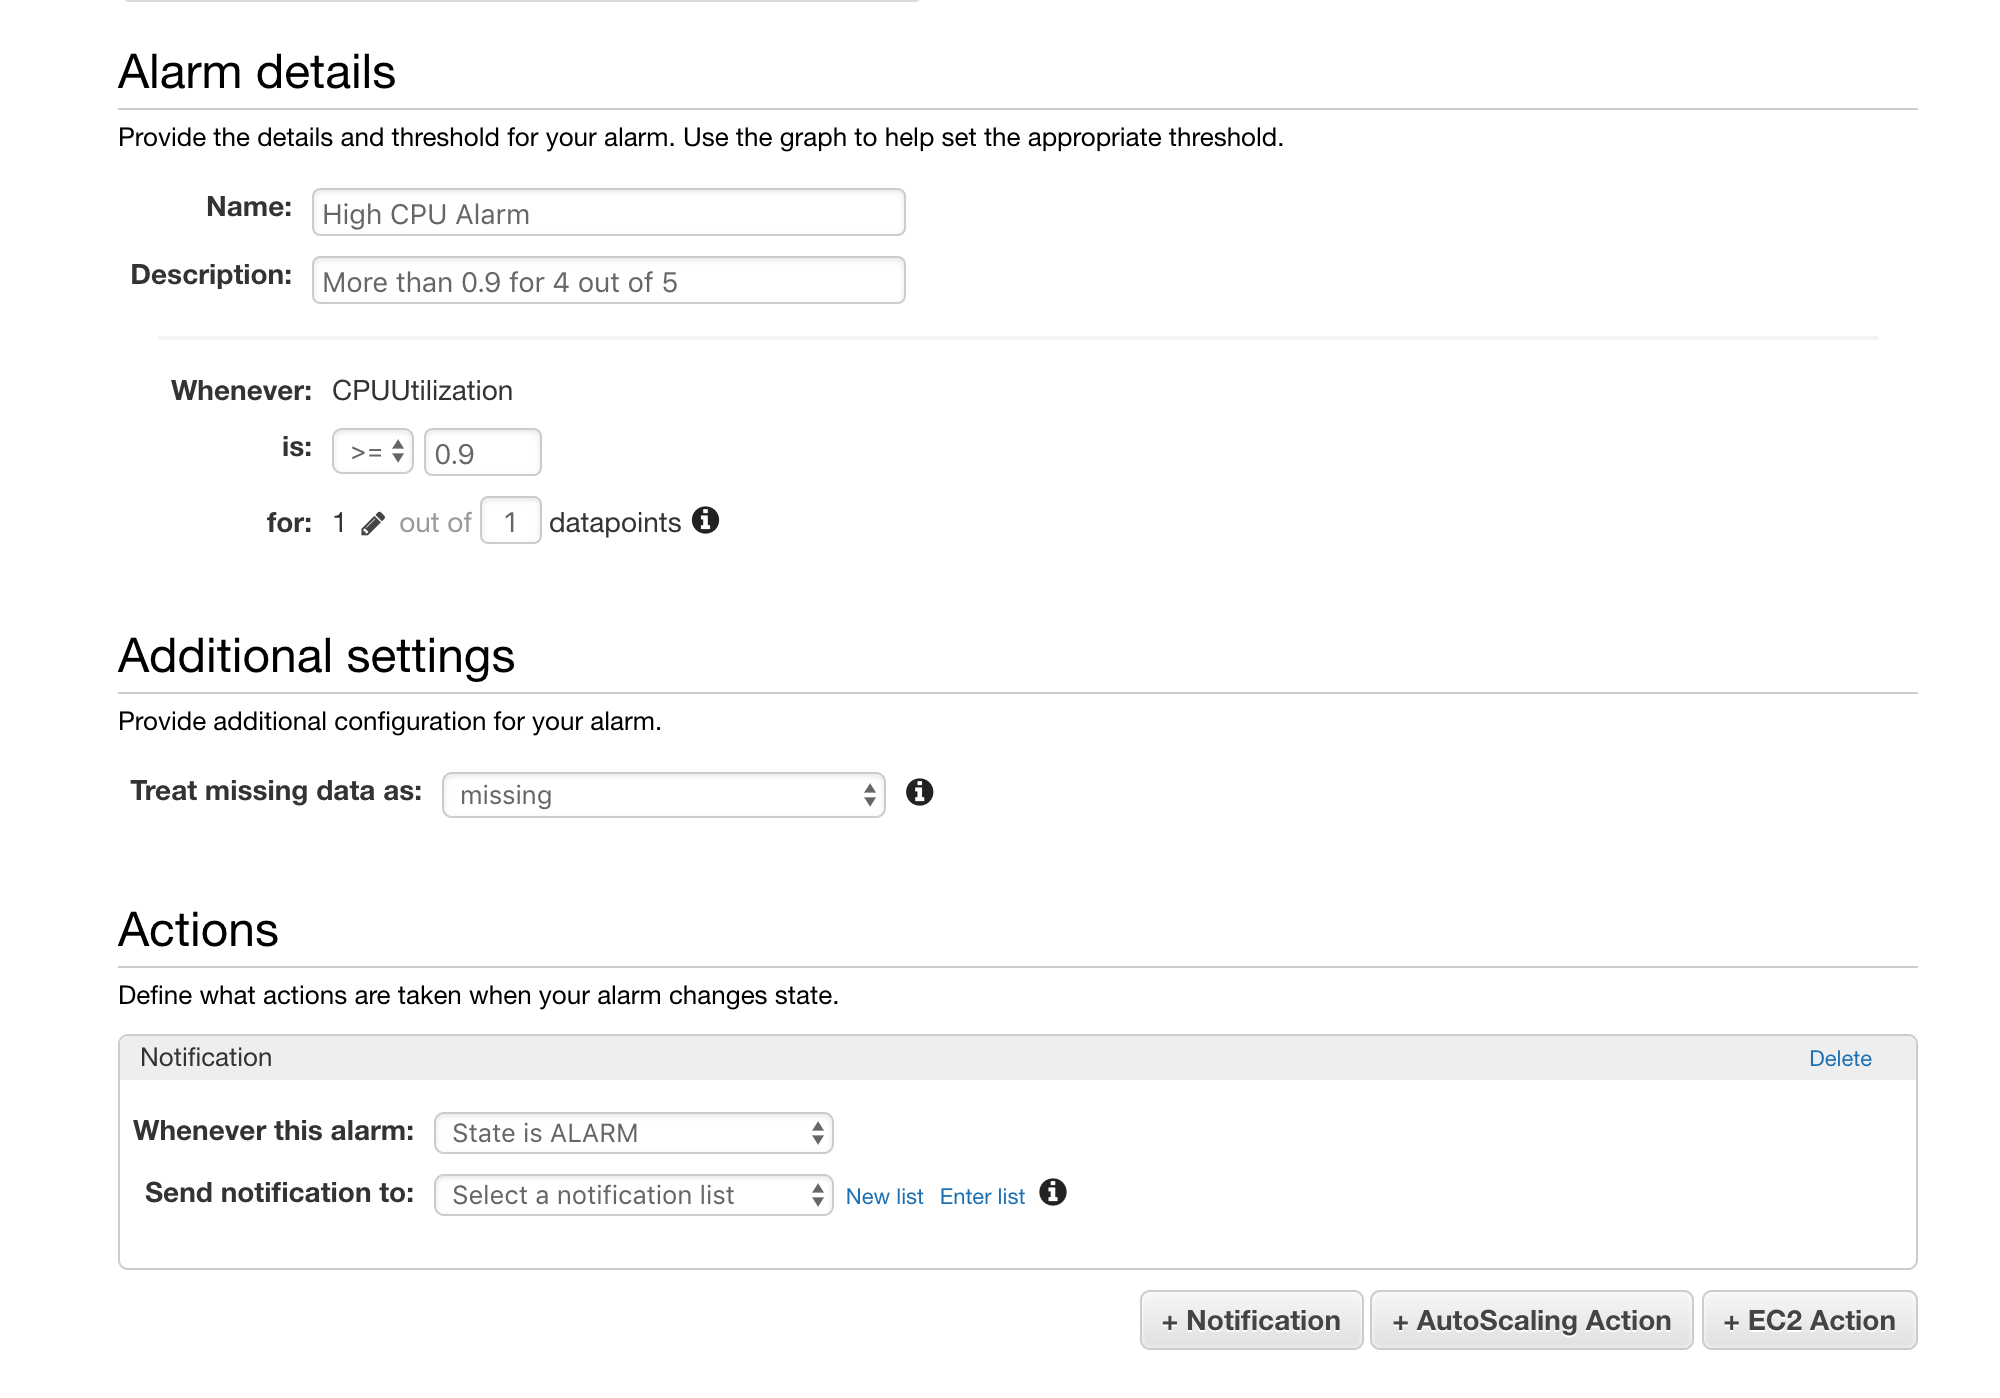 Alarm details
Provide the details and threshold for your alarm. Use the graph to help set the appropriate threshold.
Name: High CPU Alarm
Description: More than 0.9 for 4 out of 5
Whenever: CPUUtilization
is: >= 0.9
for: 1 out of 1 datapoints
Additional settings
Provide additional configuration for your alarm.
Treat missing data as: missing
Actions
Define what actions are taken when your alarm changes state.
Notification Delete
Whenever this alarm: State is ALARM
Send notification to: Select a notification list New list Enter list
+ Notification + AutoScaling Action + EC2 Action